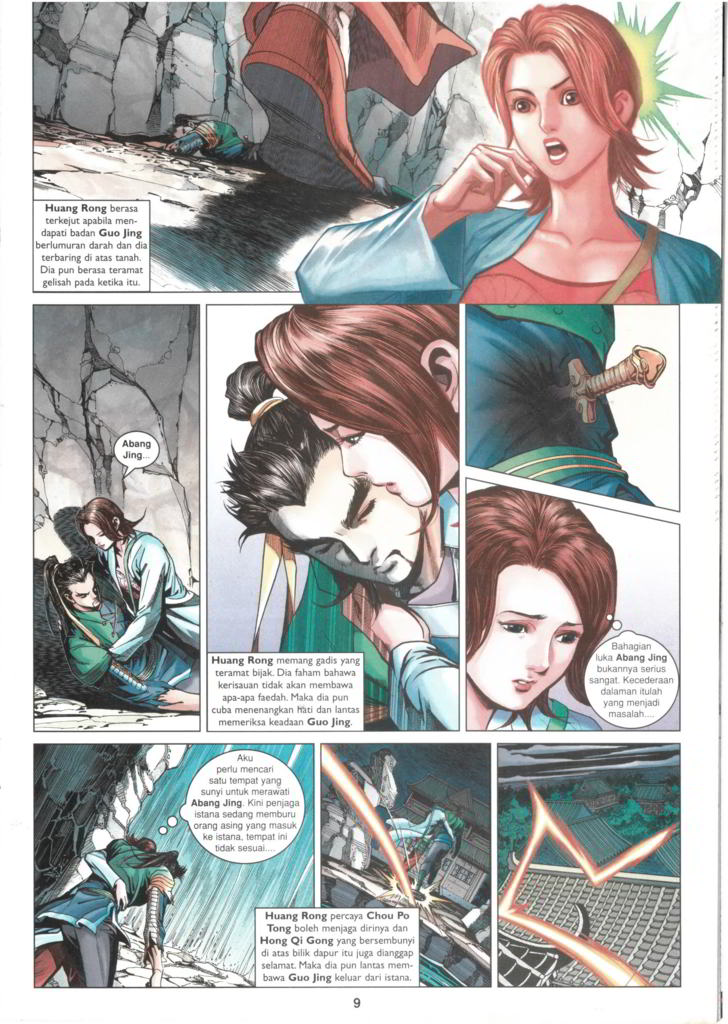 Huang Rong berasa
terkejut apabila men-
dapati badan Guo Jing
berlumuran darah dan dia
terbaring di atas tanah.
Dia pun berasa teramat
gelisah pada ketika itu.
Abang
Jing...
Huang Rong memang gadis yang
teramat bijak. Dia faham bahawa
kerisauan tidak akan membawa
apa-apa faedah. Maka dia pun
cuba menenangkan hati dan lantas
memeriksa keadaan Guo Jing.
Bahagian
luka Abang Jing
bukannya serius
sangat. Kecederaan
dalaman itulah
yang menjadi
masalah....
Aku
perlu mencari
satu tempat yang
sunyi untuk merawati
Abang Jing. Kini penjaga
istana sedang memburu
orang asing yang masuk
ke istana, tempat ini
tidak sesuai....
Huang Rong percaya Chou Po
Tong boleh menjaga dirinya dan
Hong Qi Gong yang bersembunyi
di atas bilik dapur itu juga dianggap
selamat. Maka dia pun lantas mem-
bawa Guo Jing keluar dari istana.
9